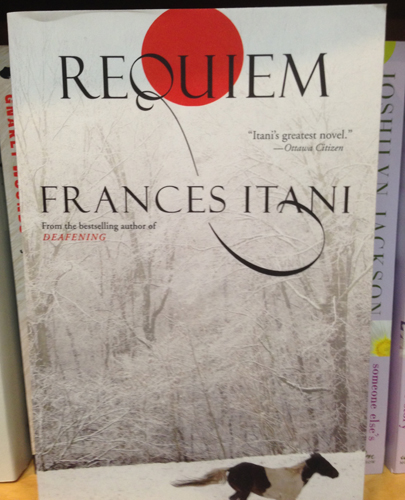 REQUIEM
"Itani's greatest novel."
—Ottawa Citizen
FRANCES ITANI
From the bestselling author of
DEAFENING
JOSHILYN JACKSON
someone else's